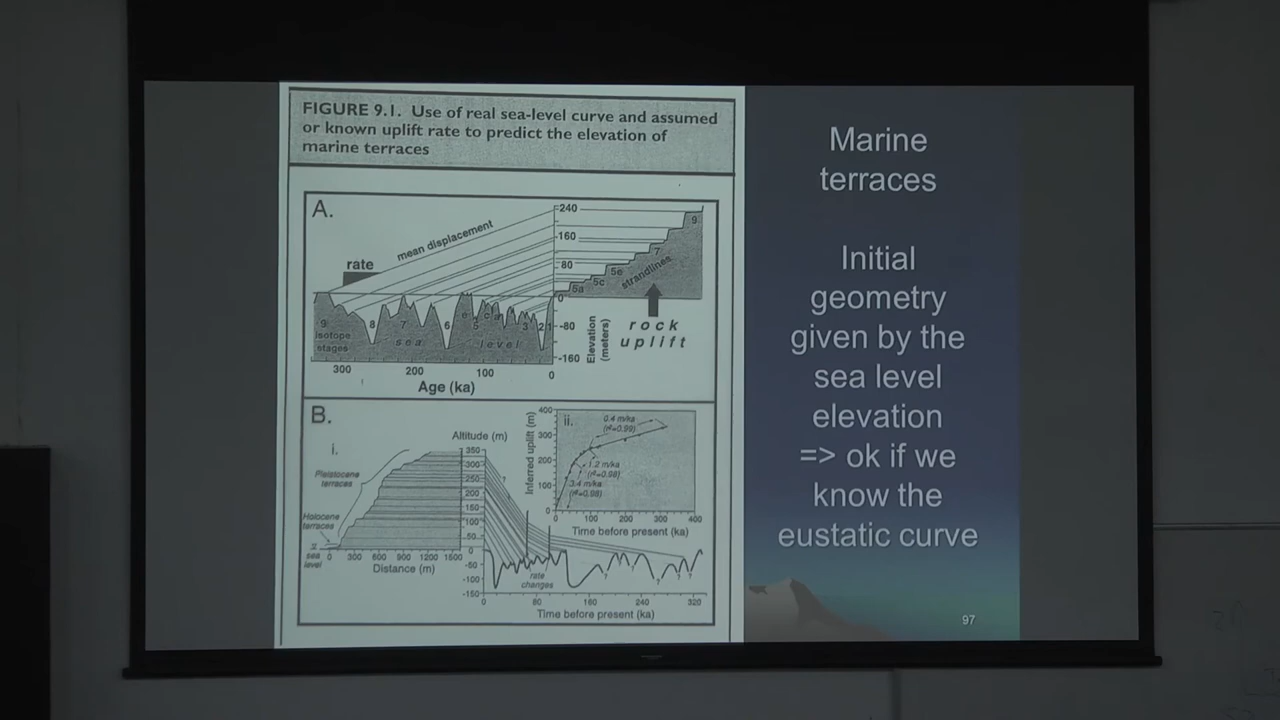 FIGURE 9.1. Use of real sea-level curve and assumed
or known uplift rate to predict the elevation of
marine terraces
A.
mean displacement
rate
240
160
80
0
-80
-160
9
7
5e
5c
5a
strandlines
rock
uplift
Elevation
(meters)
9
8
7
6
5
e
c
a
3
2
1
isotope
stages
sea
level
300
200
100
0
Age (ka)
B.
i.
Pleistocene
terraces
Holocene
terraces
sea
level
0
300
600
900
1200
1500
Distance (m)
Altitude (m)
350
300
250
200
150
100
50
0
-50
-100
-150
ii.
Inferred uplift (m)
400
300
200
100
0
0.4 m/ka
(r²=0.99)
1.2 m/ka
(r²=0.98)
3.4 m/ka
(r²=0.98)
0
100
200
300
400
Time before present (ka)
?
rate
changes
?
?
?
?
0
80
160
240
320
Time before present (ka)
Marine
terraces
Initial
geometry
given by the
sea level
elevation
=> ok if we
know the
eustatic curve
97